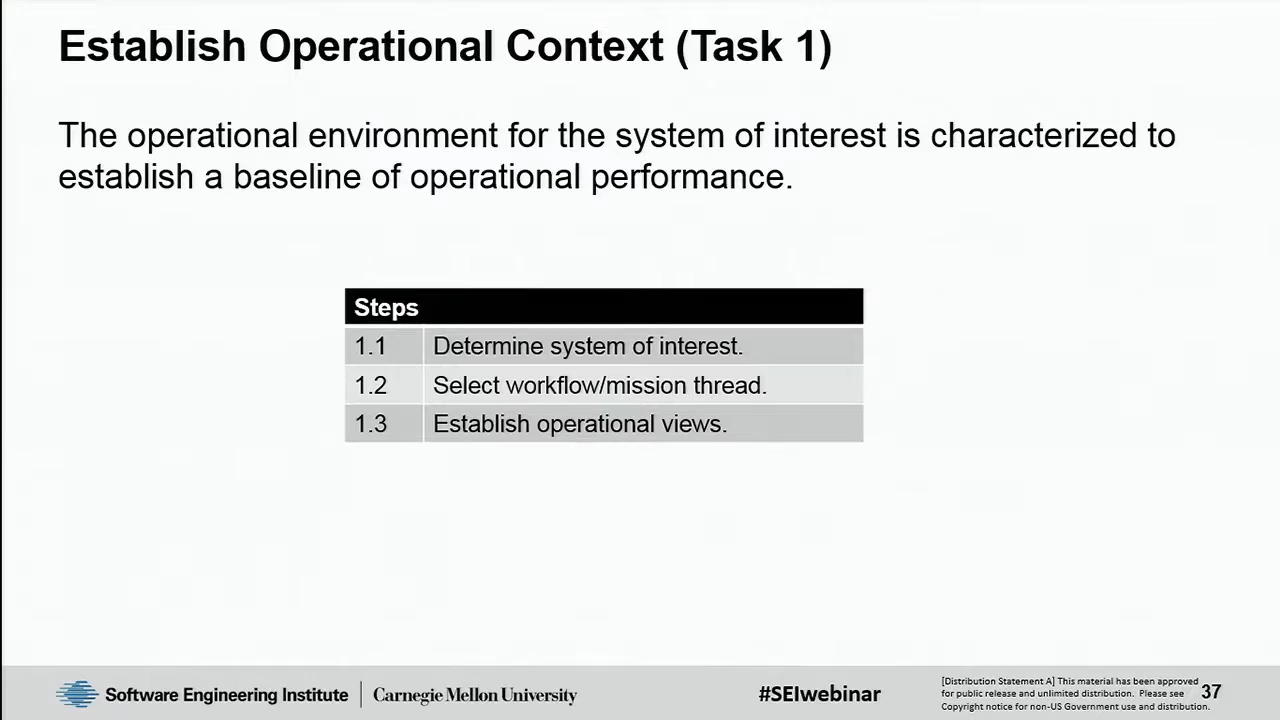 Establish Operational Context (Task 1)
The operational environment for the system of interest is characterized to
establish a baseline of operational performance.
Steps
1.1 Determine system of interest.
1.2 Select workflow/mission thread.
1.3 Establish operational views.
Software Engineering Institute | Carnegie Mellon University
#SEIwebinar
[Distribution Statement A] This material has been approved
for public release and unlimited distribution. Please see
Copyright notice for non-US Government use and distribution.
37